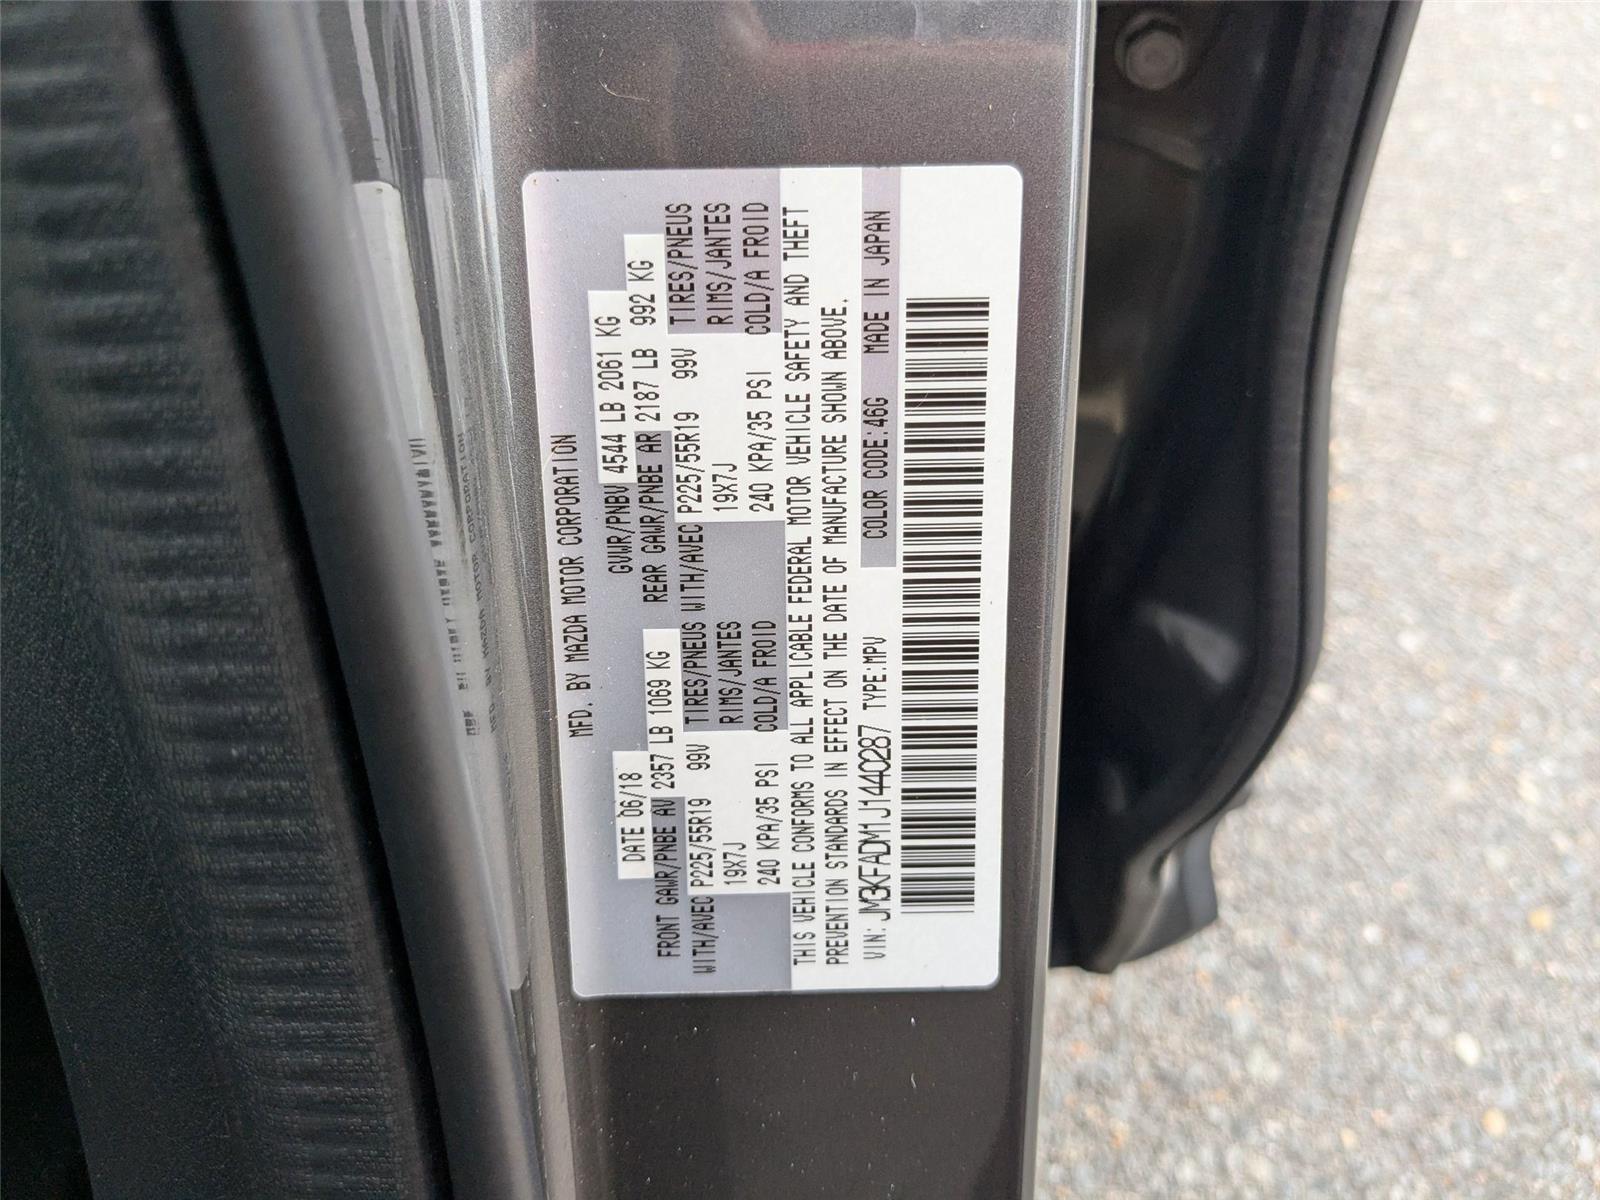 MFD. BY MAZDA MOTOR CORPORATION
DATE 06/18 GVWR/PNBV 4544 LB 2061 KG
FRONT GAWR/PNBE AV 2357 LB 1069 KG REAR GAWR/PNBE AR 2187 LB 992 KG
WITH/AVEC P225/55R19 99V TIRES/PNEUS WITH/AVEC P225/55R19 99V TIRES/PNEUS
19X7J RIMS/JANTES 19X7J RIMS/JANTES
240 KPA/35 PSI COLD/A FROID 240 KPA/35 PSI COLD/A FROID
THIS VEHICLE CONFORMS TO ALL APPLICABLE FEDERAL MOTOR VEHICLE SAFETY AND THEFT
PREVENTION STANDARDS IN EFFECT ON THE DATE OF MANUFACTURE SHOWN ABOVE.
VIN: JM3KFADM1J1440287 TYPE:MPV COLOR CODE:46G MADE IN JAPAN